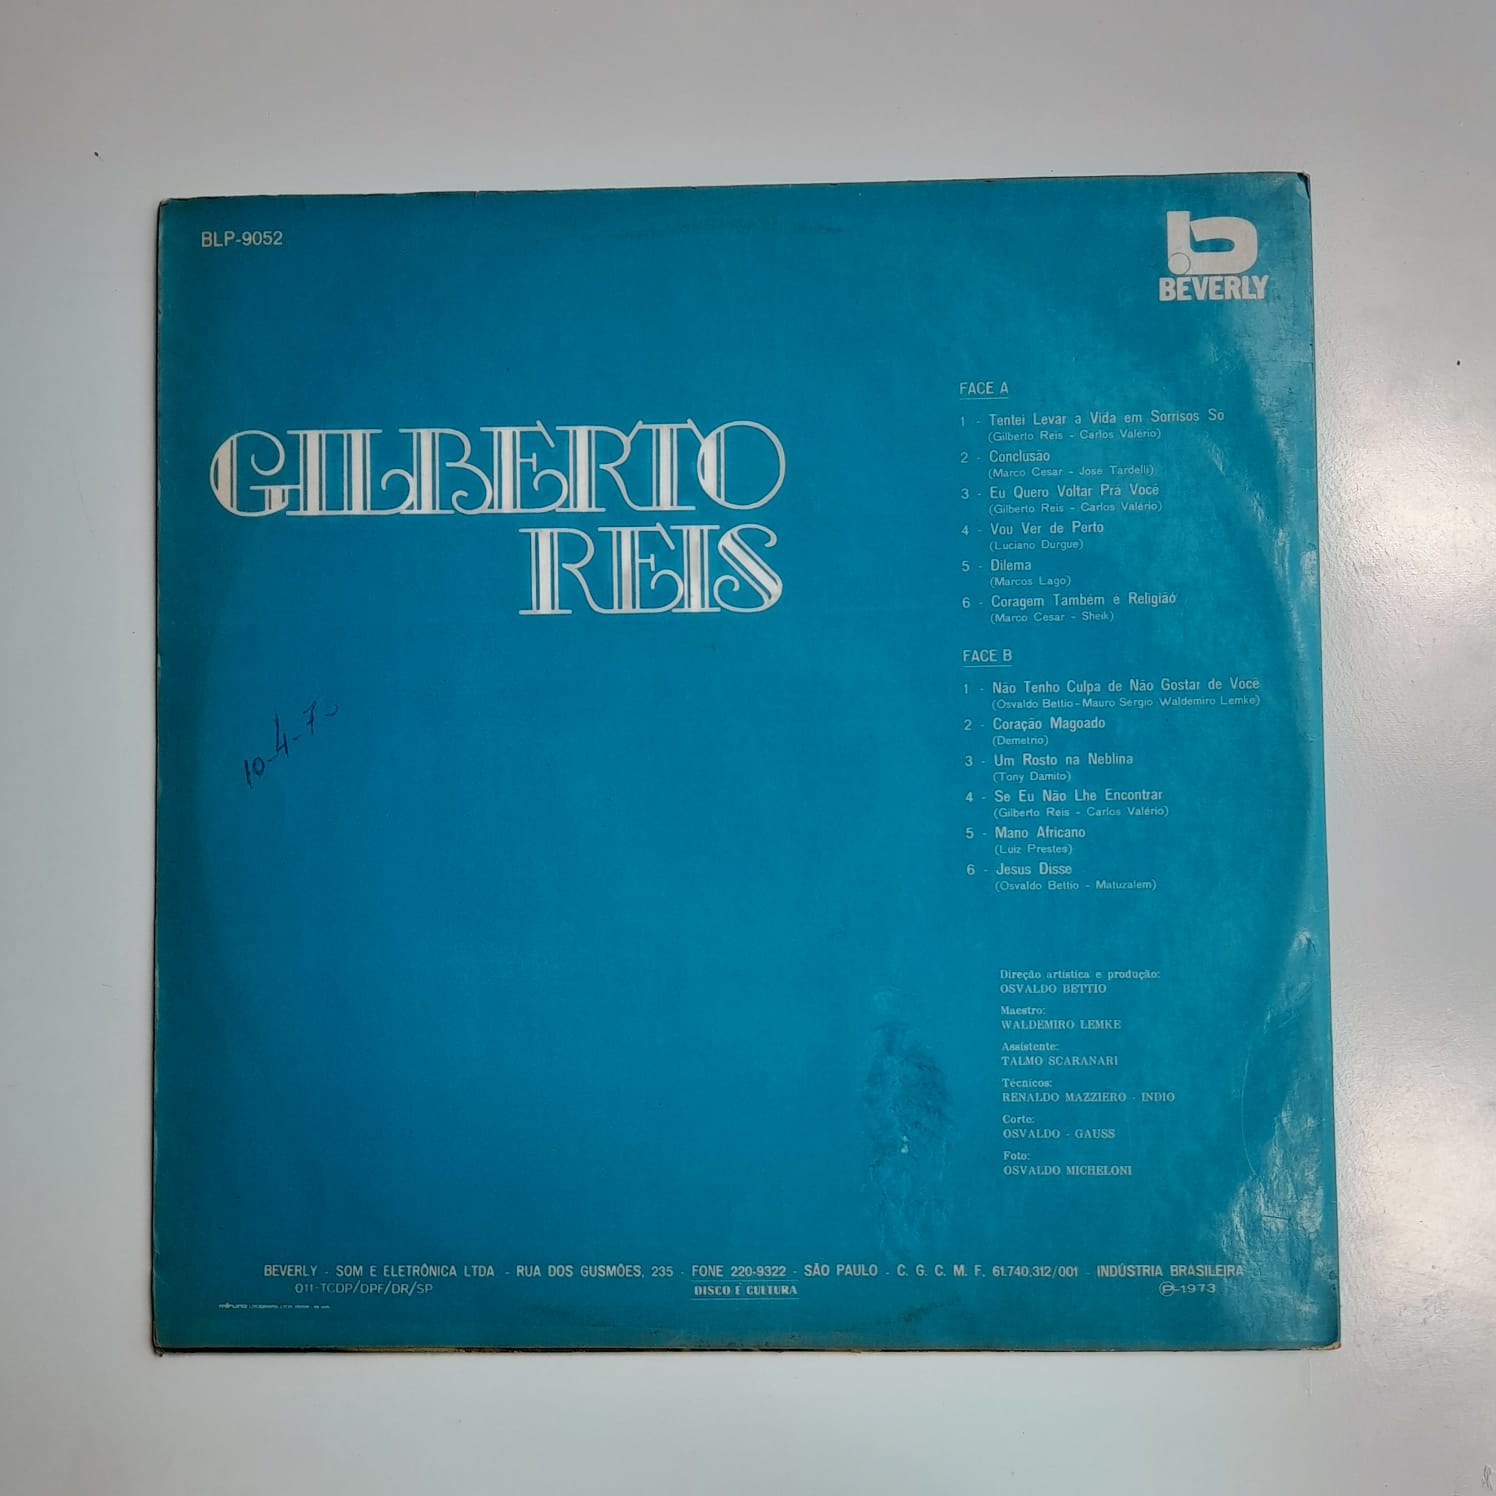 BLP-9052
BEVERLY
GILBERTO
REIS
FACE A
1 - Tentei Levar a Vida em Sorrisos Só
(Gilberto Reis - Carlos Valério)
2 - Conclusão
(Marco Cesar - José Tardelli)
3 - Eu Quero Voltar Prá Você
(Gilberto Reis - Carlos Valério)
4 - Vou Ver de Perto
(Luciano Durgue)
5 - Dilema
(Marcos Lago)
6 - Coragem Também é Religião
(Marco Cesar - Sheik)
FACE B
1 - Não Tenho Culpa de Não Gostar de Você
(Osvaldo Bettio - Mauro Sérgio Waldemiro Lemke)
2 - Coração Magoado
(Demetrio)
3 - Um Rosto na Neblina
(Tony Damito)
4 - Se Eu Não Lhe Encontrar
(Gilberto Reis - Carlos Valério)
5 - Mano Africano
(Luiz Prestes)
6 - Jesus Disse
(Osvaldo Bettio - Matuzalem)
10-4-7
Direção artística e produção:
OSVALDO BETTIO
Maestro:
WALDEMIRO LEMKE
Assistente:
TALMO SCARANARI
Técnicos:
RENALDO MAZZIERO - INDIO
Corte:
OSVALDO - GAUSS
Foto:
OSVALDO MICHELONI
BEVERLY - SOM E ELETRÔNICA LTDA - RUA DOS GUSMÕES, 235 - FONE 220-9322 - SÃO PAULO - C. G. C. M. F. 61.740.312/001 - INDÚSTRIA BRASILEIRA
011-TCDP/DPF/DR/SP
DISCO É CULTURA
Ⓟ-1973